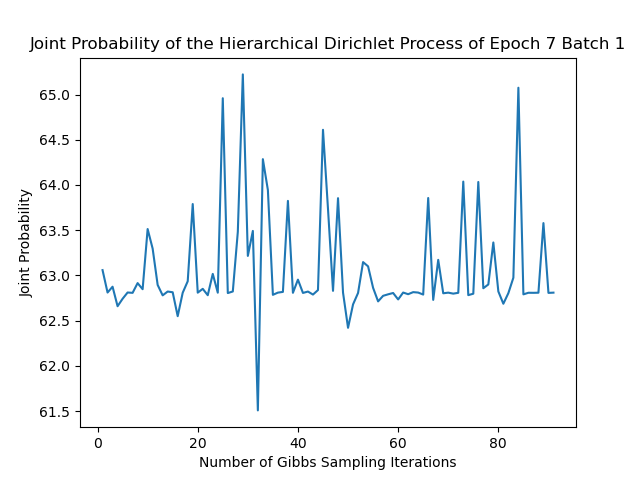 Joint Probability of the Hierarchical Dirichlet Process of Epoch 7 Batch 1
65.0
64.5
64.0
63.5
63.0
62.5
62.0
61.5
Joint Probability
0 20 40 60 80
Number of Gibbs Sampling Iterations